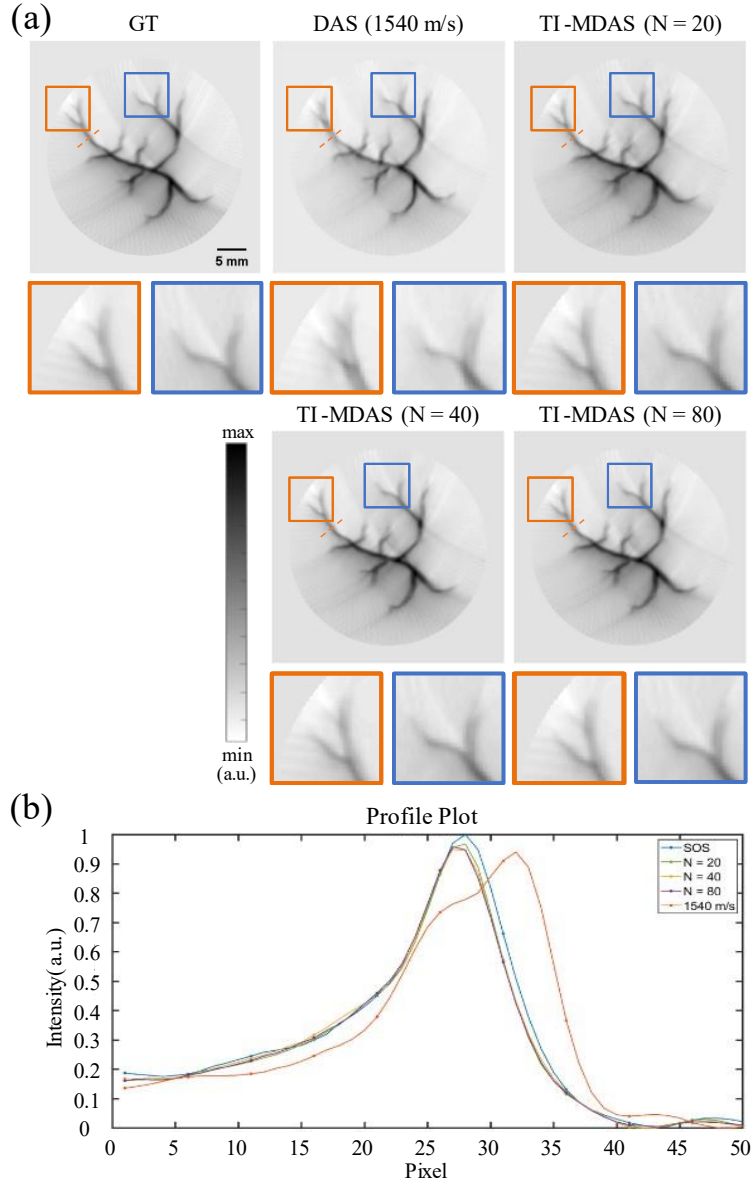 (a)
GT DAS (1540 m/s) TI-MDAS (N = 20)
5 mm
TI-MDAS (N = 40) TI-MDAS (N = 80)
max
min
(a.u.)
(b)
Profile Plot
Intensity( a.u.)
1
0.9
0.8
0.7
0.6
0.5
0.4
0.3
0.2
0.1
0
SOS
N = 20
N = 40
N = 80
1540 m/s
0 5 10 15 20 25 30 35 40 45 50
Pixel